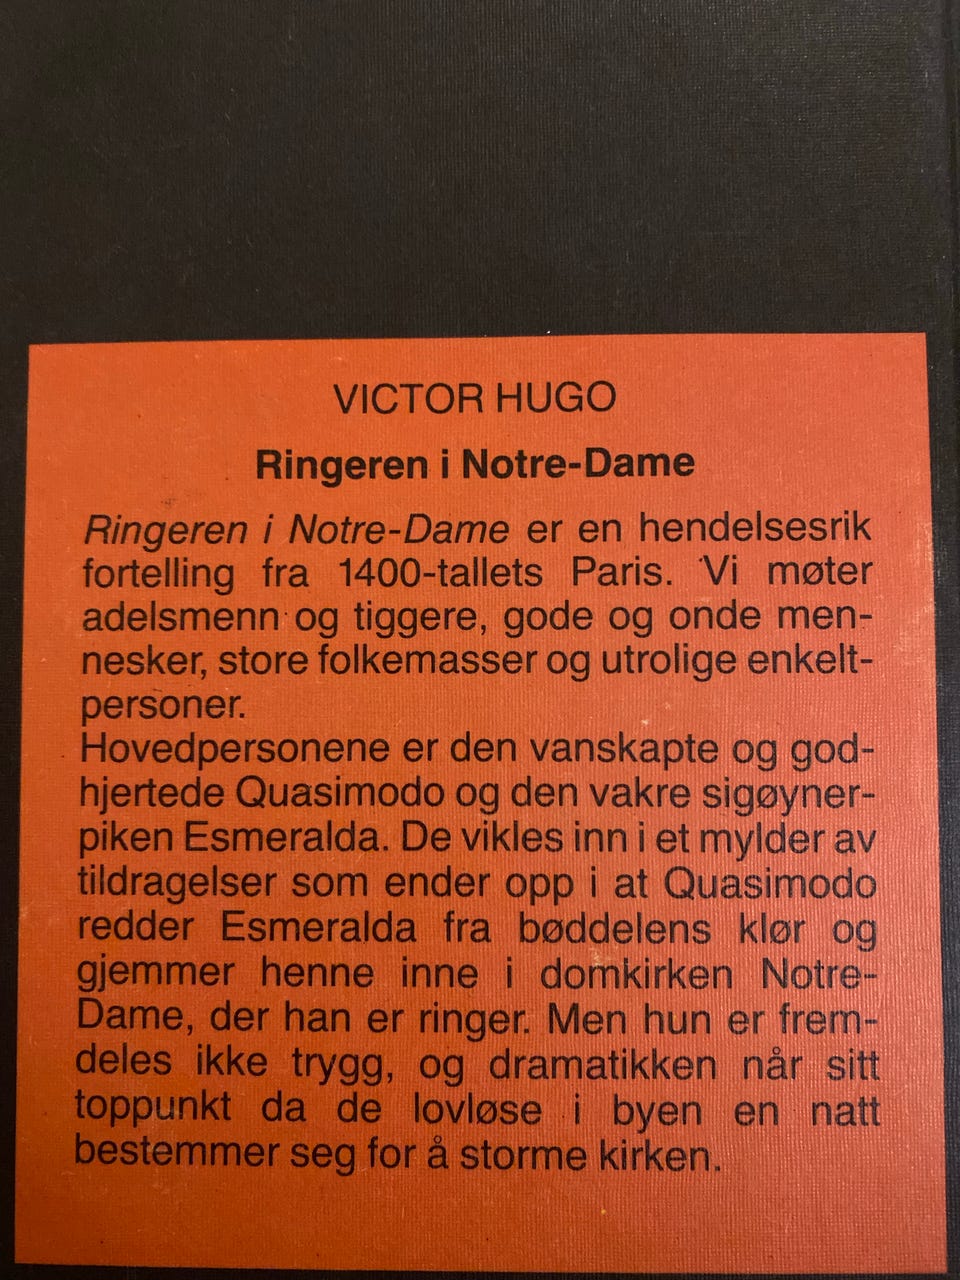 VICTOR HUGO
Ringeren i Notre-Dame
Ringeren i Notre-Dame er en hendelsesrik
fortelling fra 1400-tallets Paris. Vi møter
adelsmenn og tiggere, gode og onde men-
nesker, store folkemasser og utrolige enkelt-
personer.
Hovedpersonene er den vanskapte og god-
hjertede Quasimodo og den vakre sigøyner-
piken Esmeralda. De vikles inn i et mylder av
tildragelser som ender opp i at Quasimodo
redder Esmeralda fra bøddelens klør og
gjemmer henne inne i domkirken Notre-
Dame, der han er ringer. Men hun er frem-
deles ikke trygg, og dramatikken når sitt
toppunkt da de lovløse i byen en natt
bestemmer seg for å storme kirken.